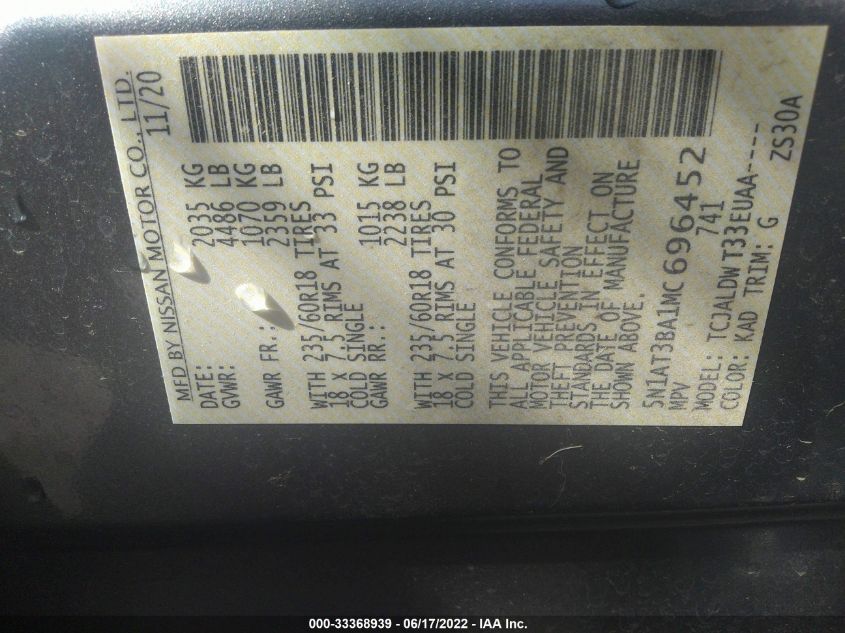 MFD BY NISSAN MOTOR CO., LTD.
DATE: 11/20
GVWR: 2035 KG
4486 LB
GAWR FR.: 1070 KG
2359 LB
WITH 235/60R18 TIRES
18 X 7.5 RIMS AT 33 PSI
COLD SINGLE
GAWR RR.: 1015 KG
2238 LB
WITH 235/60R18 TIRES
18 X 7.5 RIMS AT 30 PSI
COLD SINGLE
THIS VEHICLE CONFORMS TO
ALL APPLICABLE FEDERAL
MOTOR VEHICLE SAFETY AND
THEFT PREVENTION
STANDARDS IN EFFECT ON
THE DATE OF MANUFACTURE
SHOWN ABOVE.
5N1AT3BA1MC696452
MPV 741
MODEL: TCJALDWT33EUAA----
COLOR: KAD TRIM: G ZS30A
000-33368939 - 06/17/2022 - IAA Inc.